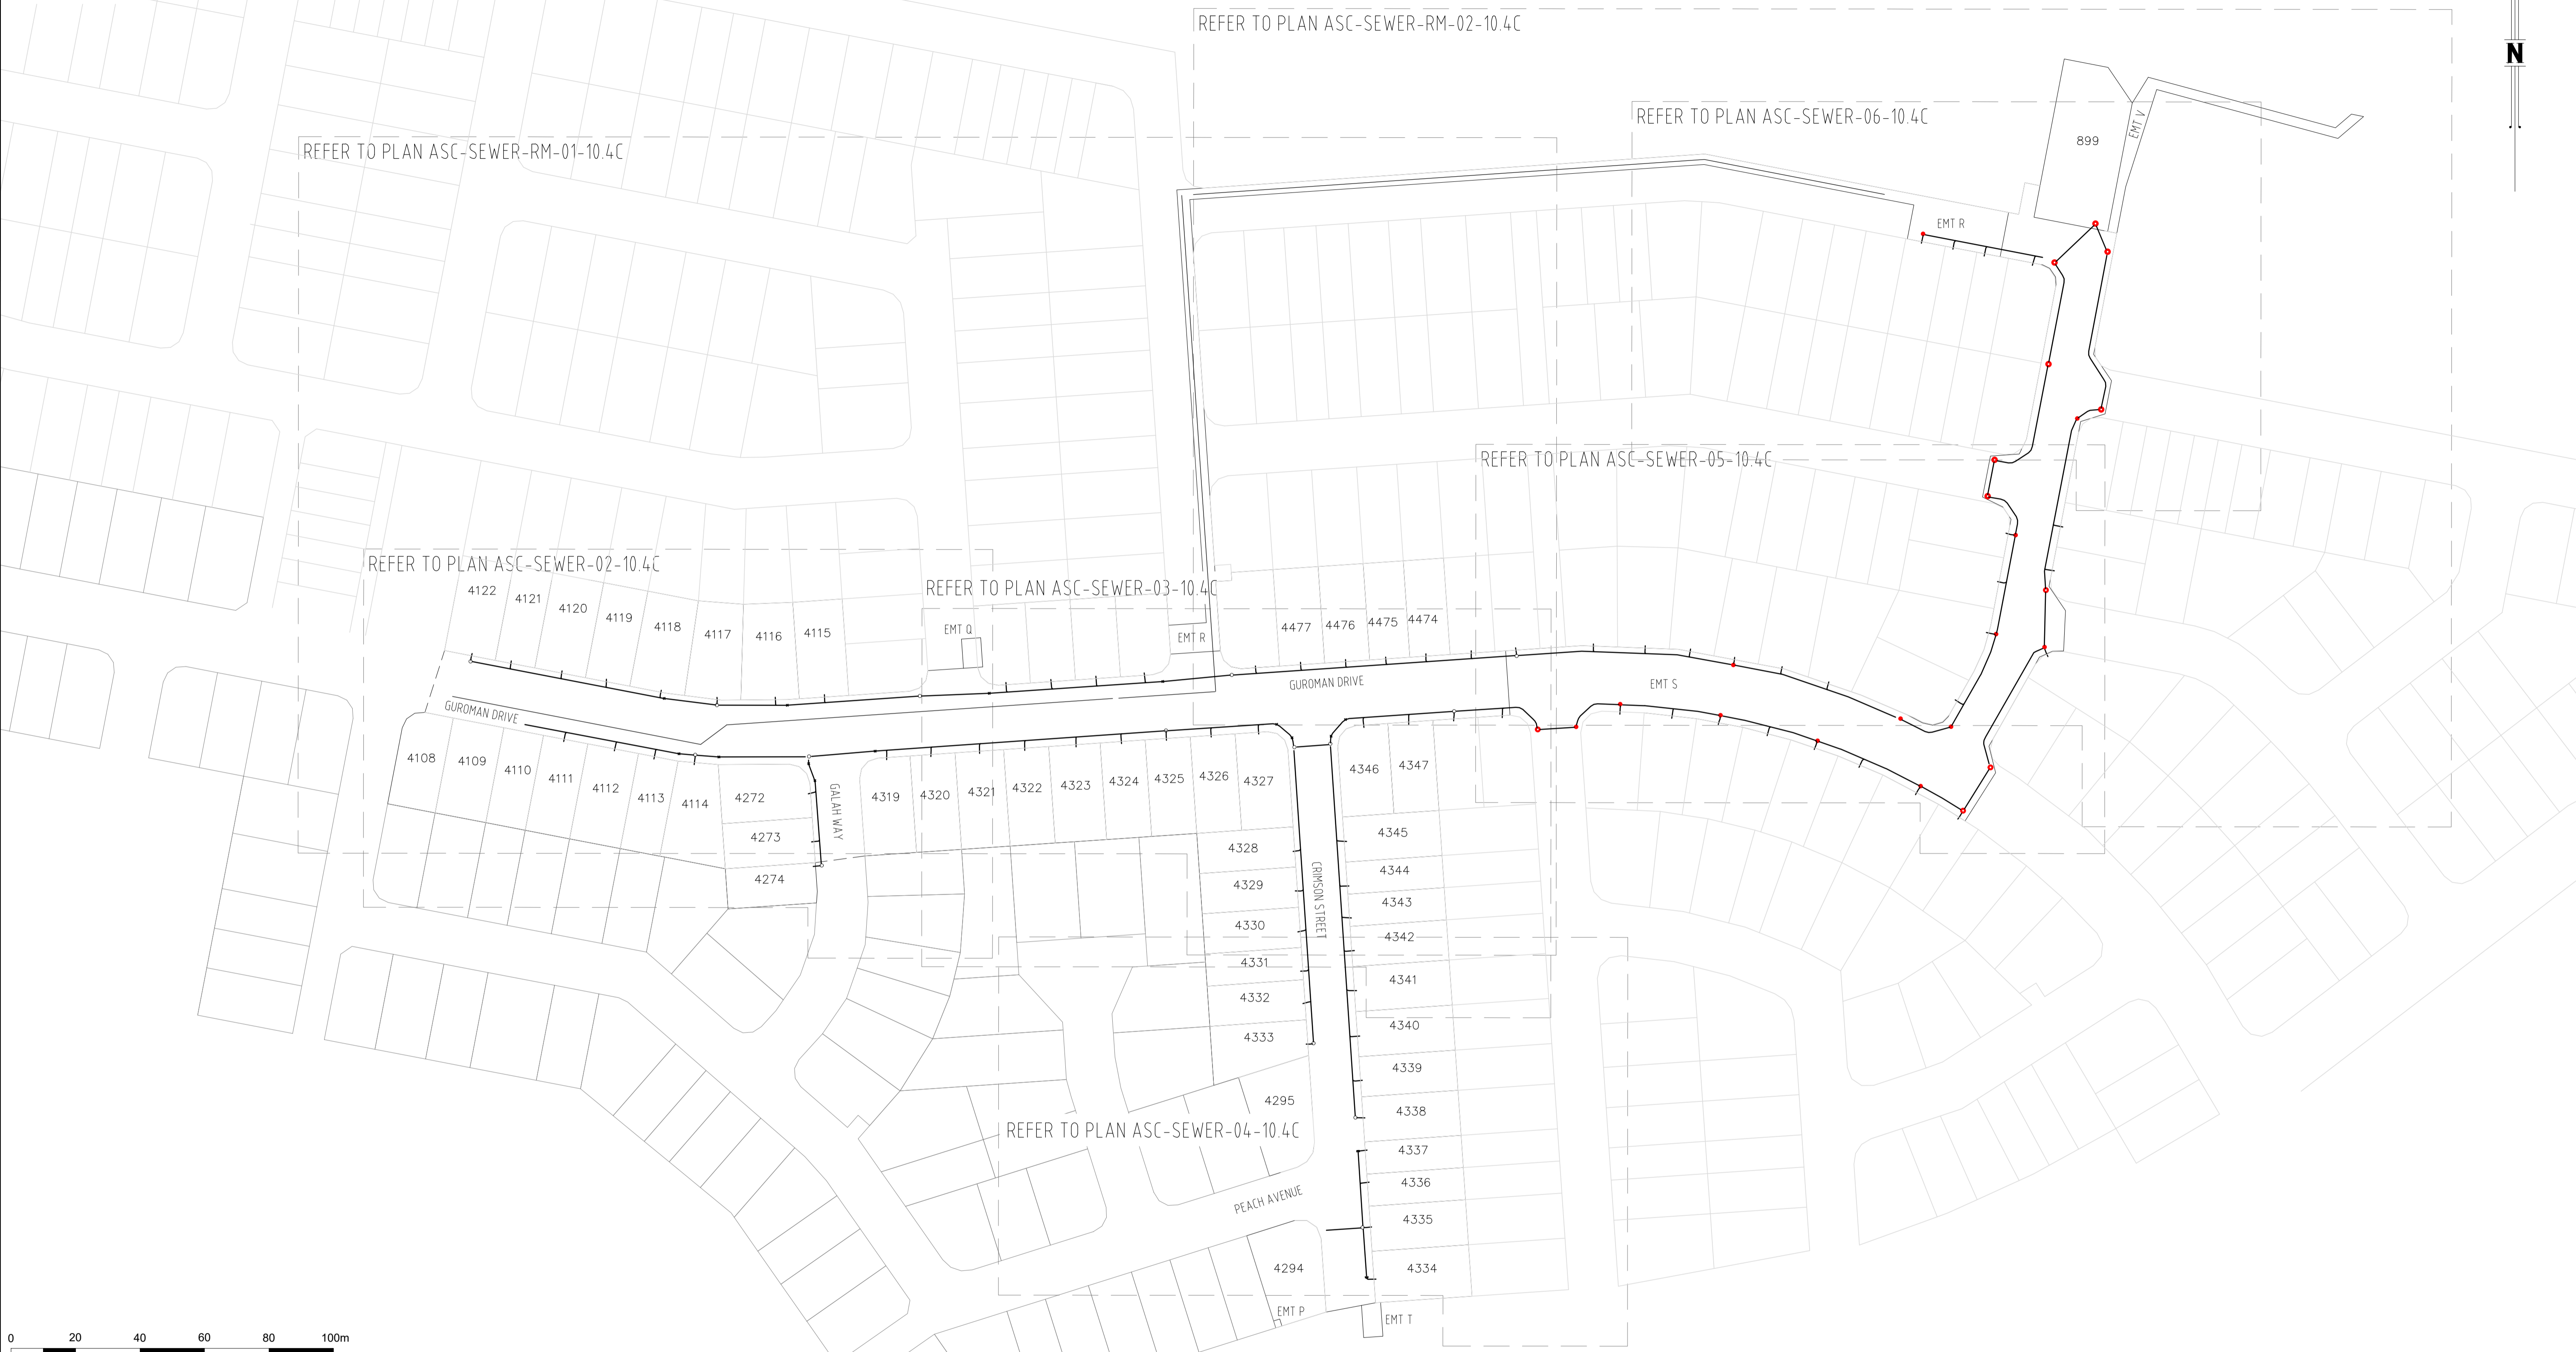 REFER TO PLAN ASC-SEWER-RM-02-10.4C
N
REFER TO PLAN ASC-SEWER-06-10.4C
EMT V
899
REFER TO PLAN ASC-SEWER-RM-01-10.4C
EMT R
REFER TO PLAN ASC-SEWER-05-10.4C
REFER TO PLAN ASC-SEWER-02-10.4C
REFER TO PLAN ASC-SEWER-03-10.4C
4122
4121
4120
4119
4118
4117
4116
4115
EMT Q
EMT R
4477
4476
4475
4474
GUROMAN DRIVE
EMT S
GUROMAN DRIVE
4108
4109
4110
4111
4112
4113
4114
4272
4273
4274
GALAH WAY
4319
4320
4321
4322
4323
4324
4325
4326
4327
4346
4347
4328
4329
4330
4331
4332
4333
CRIMSON STREET
4345
4344
4343
4342
4341
4340
4339
4338
4337
4336
4335
4334
4295
REFER TO PLAN ASC-SEWER-04-10.4C
PEACH AVENUE
4294
EMT P
EMT T
0 20 40 60 80 100m